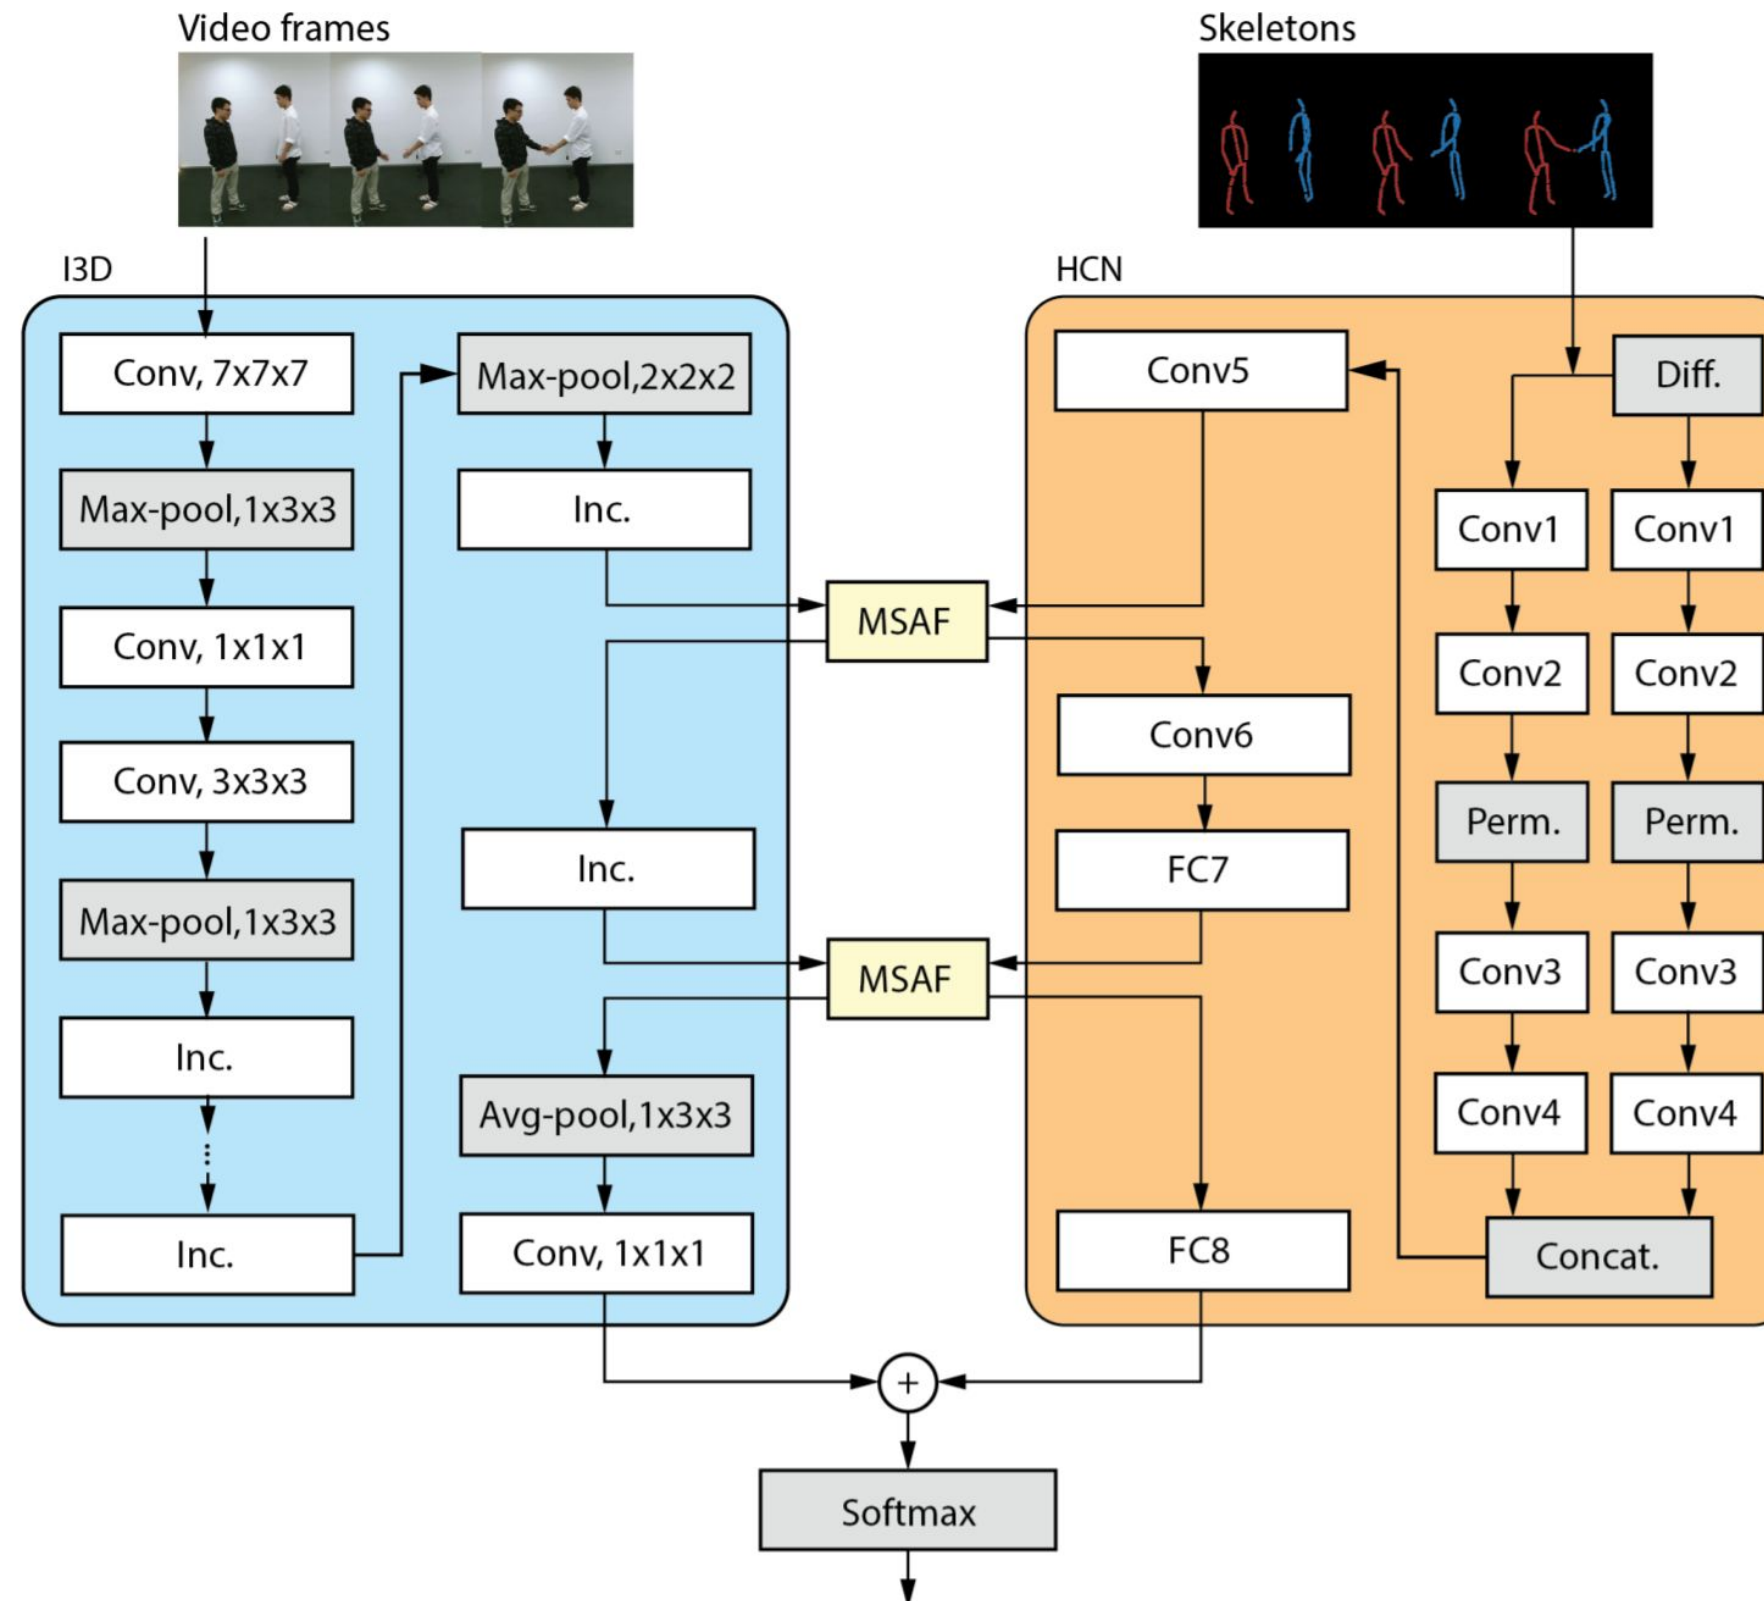 Video frames
Skeletons
I3D
HCN
Conv, 7x7x7
Max-pool,1x3x3
Conv, 1x1x1
Conv, 3x3x3
Max-pool,1x3x3
Inc.
...
Inc.
Max-pool,2x2x2
Inc.
Inc.
Avg-pool,1x3x3
Conv, 1x1x1
MSAF
MSAF
Conv5
Conv6
FC7
FC8
Diff.
Conv1
Conv1
Conv2
Conv2
Perm.
Perm.
Conv3
Conv3
Conv4
Conv4
Concat.
+
Softmax